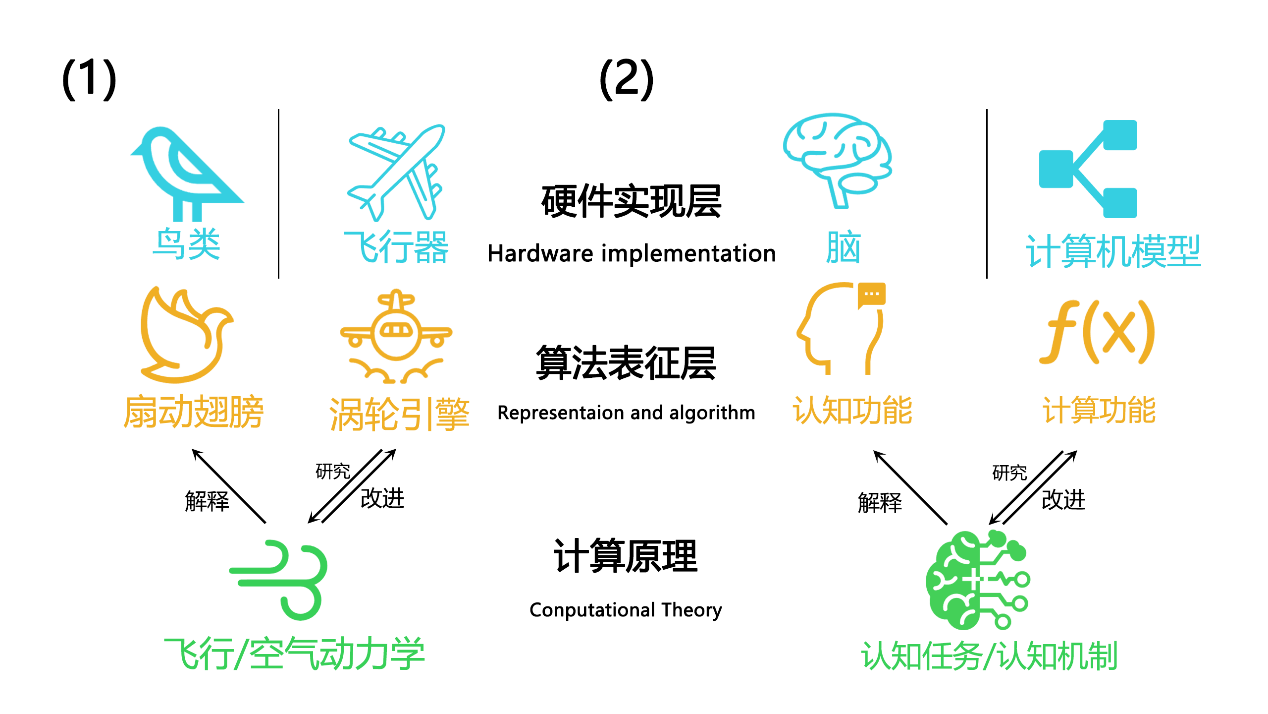 (1)
(2)
鸟类
飞行器
硬件实现层
Hardware implementation
脑
计算机模型
f(x)
扇动翅膀
涡轮引擎
算法表征层
Representaion and algorithm
认知功能
计算功能
解释
研究
改进
解释
研究
改进
计算原理
Conputational Theory
飞行/空气动力学
认知任务/认知机制